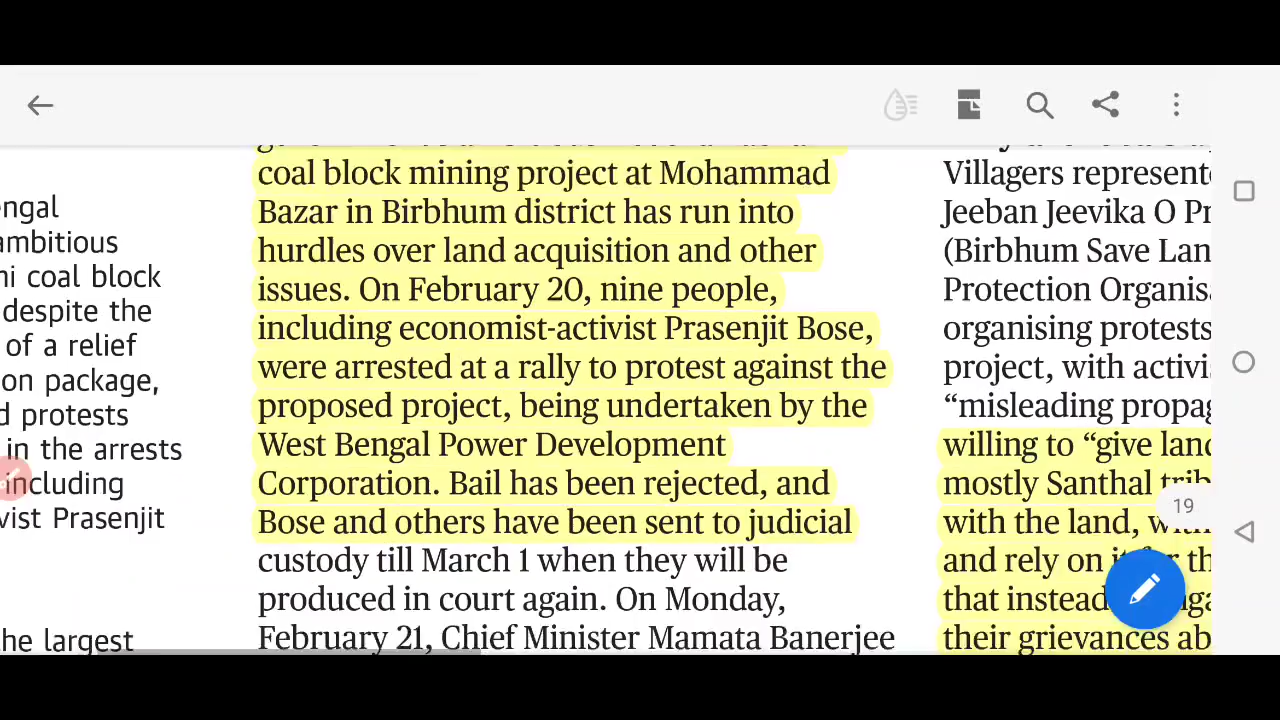 engal
ambitious
coal block
despite the
of a relief
on package,
protests
in the arrests
including
Prasenjit
he largest
coal block mining project at Mohammad
Bazar in Birbhum district has run into
hurdles over land acquisition and other
issues. On February 20, nine people,
including economist-activist Prasenjit Bose,
were arrested at a rally to protest against the
proposed project, being undertaken by the
West Bengal Power Development
Corporation. Bail has been rejected, and
Bose and others have been sent to judicial
custody till March 1 when they will be
produced in court again. On Monday,
February 21, Chief Minister Mamata Banerjee
Villagers represent
Jeeban Jeevika O Pr
(Birbhum Save Lan
Protection Organis
organising protests
project, with activi
“misleading propag
willing to “give land
mostly Santhal trib
with the land,
and rely on it for th
that instead
their grievances ab
19